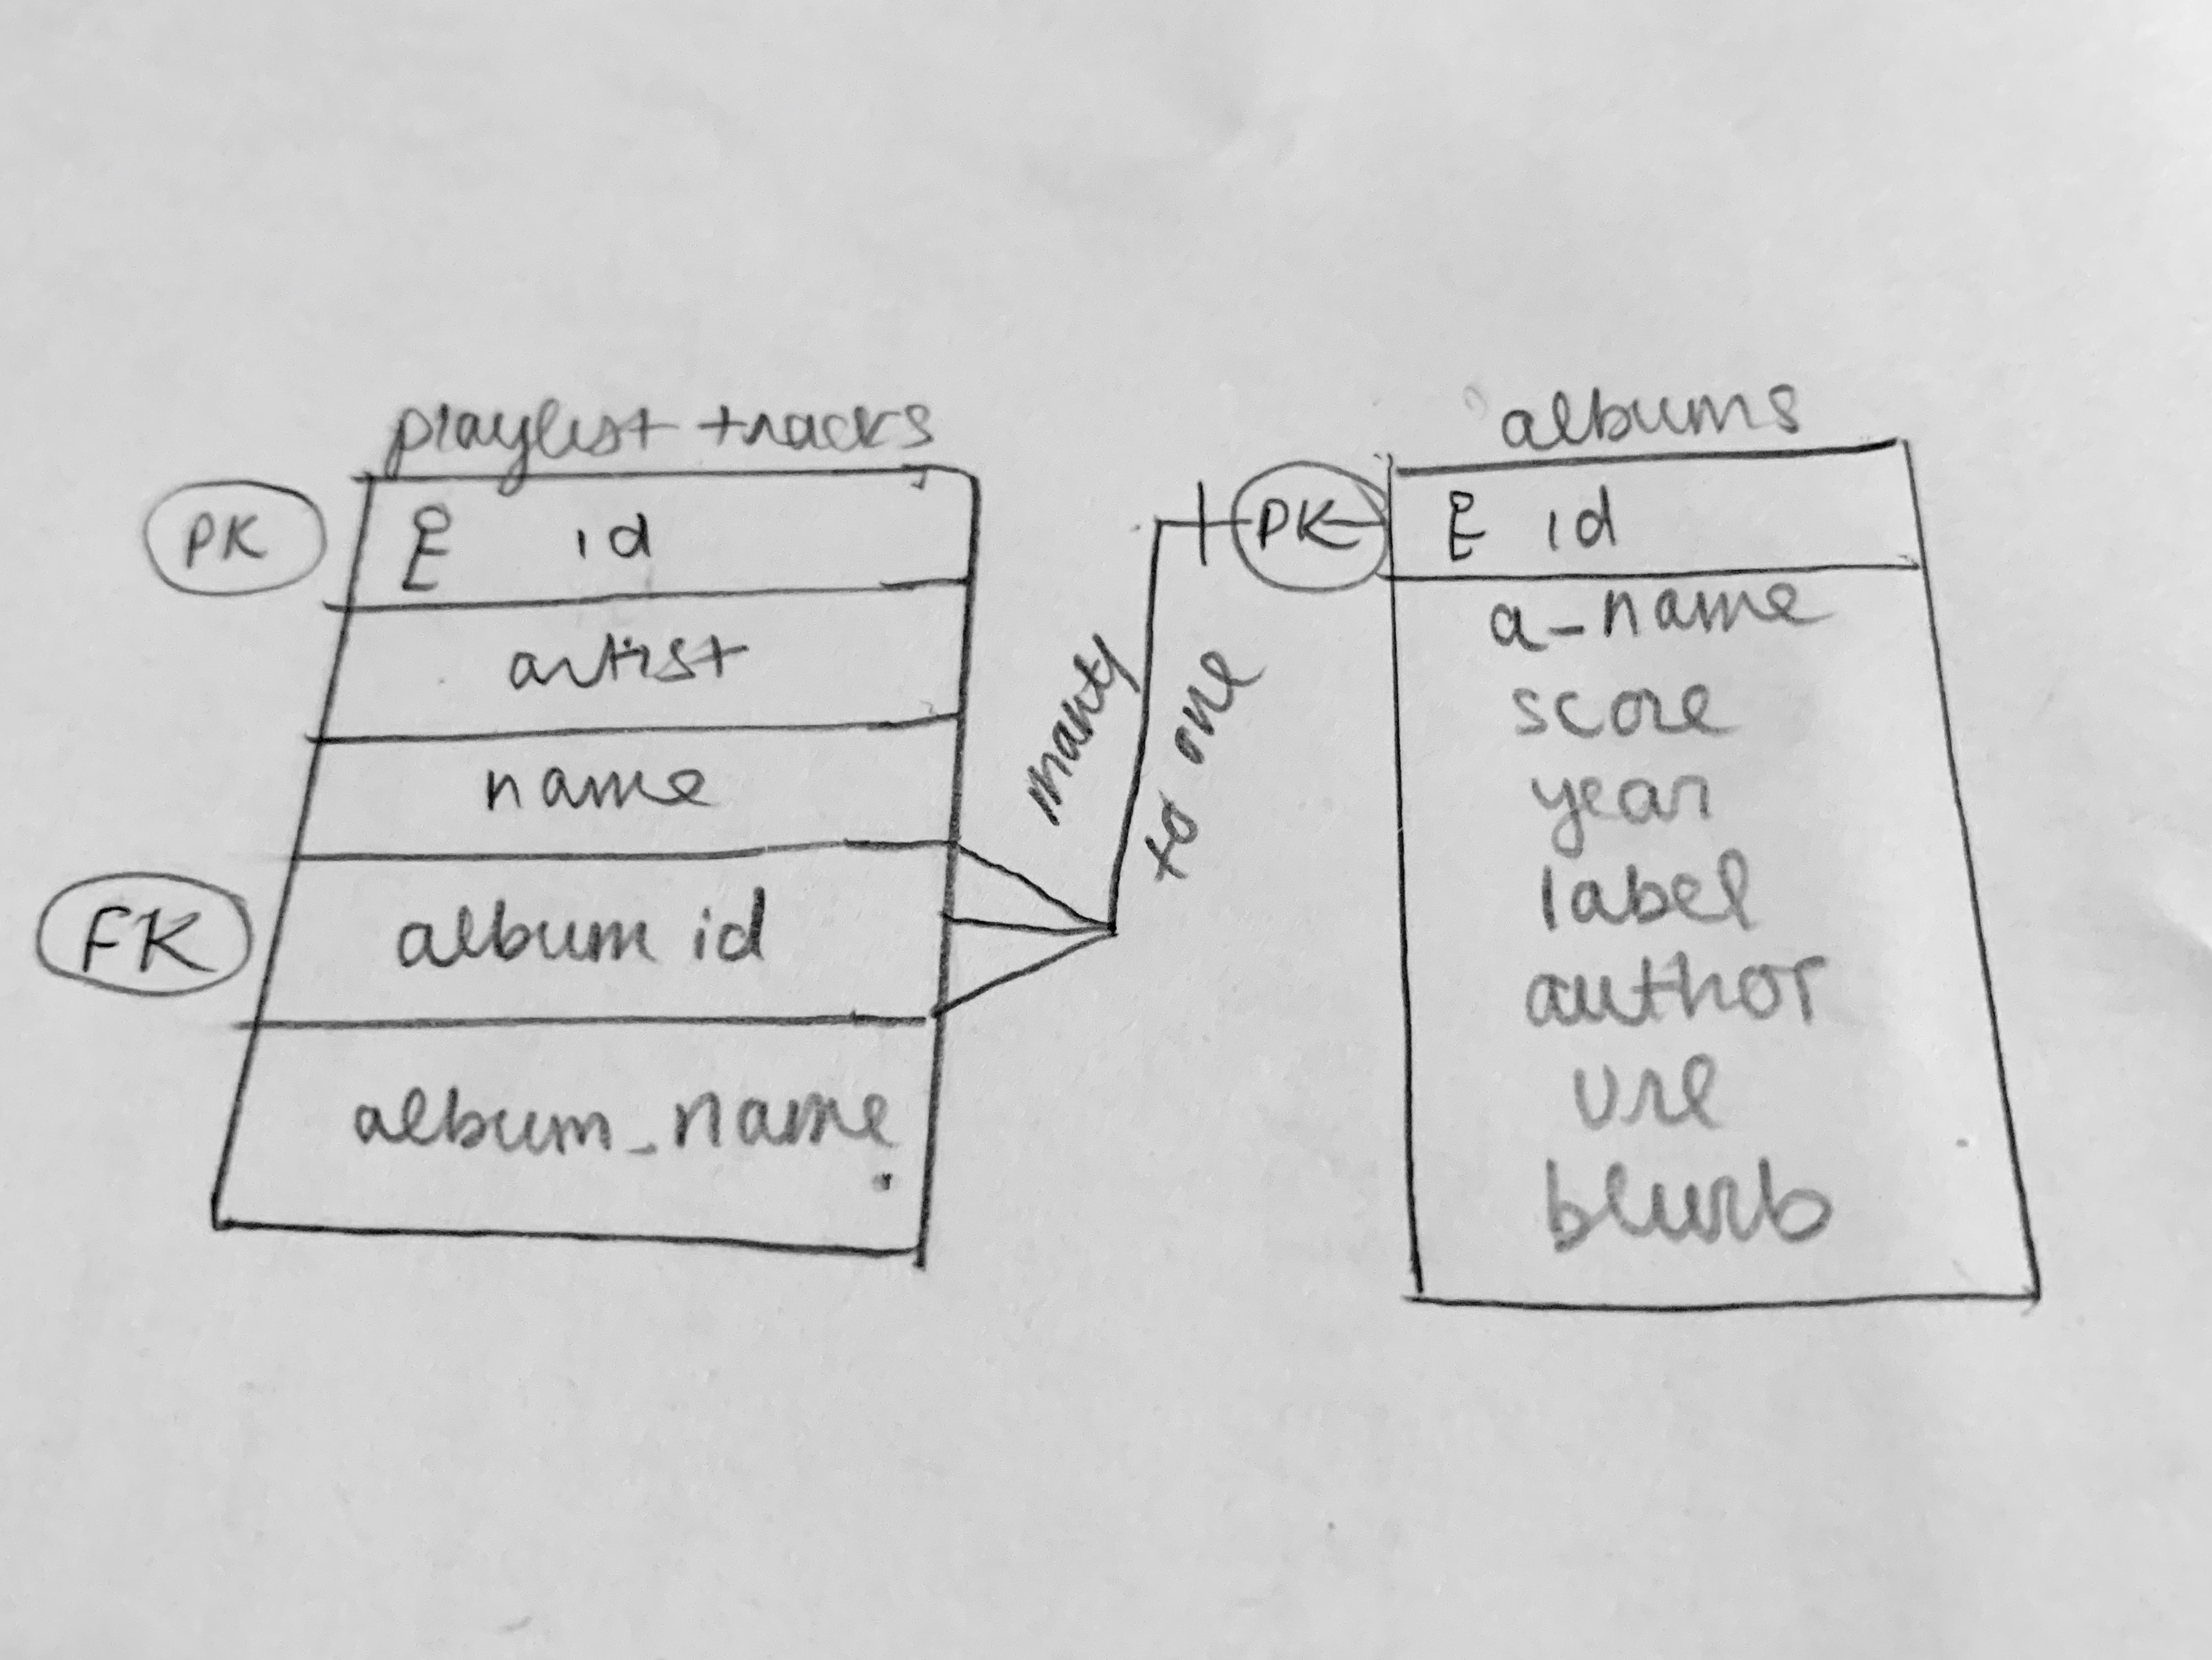 playlist tracks
PK
id
artist
name
FK
album id
album_name
many
to one
albums
PK
id
a_name
score
year
label
author
url
blurb